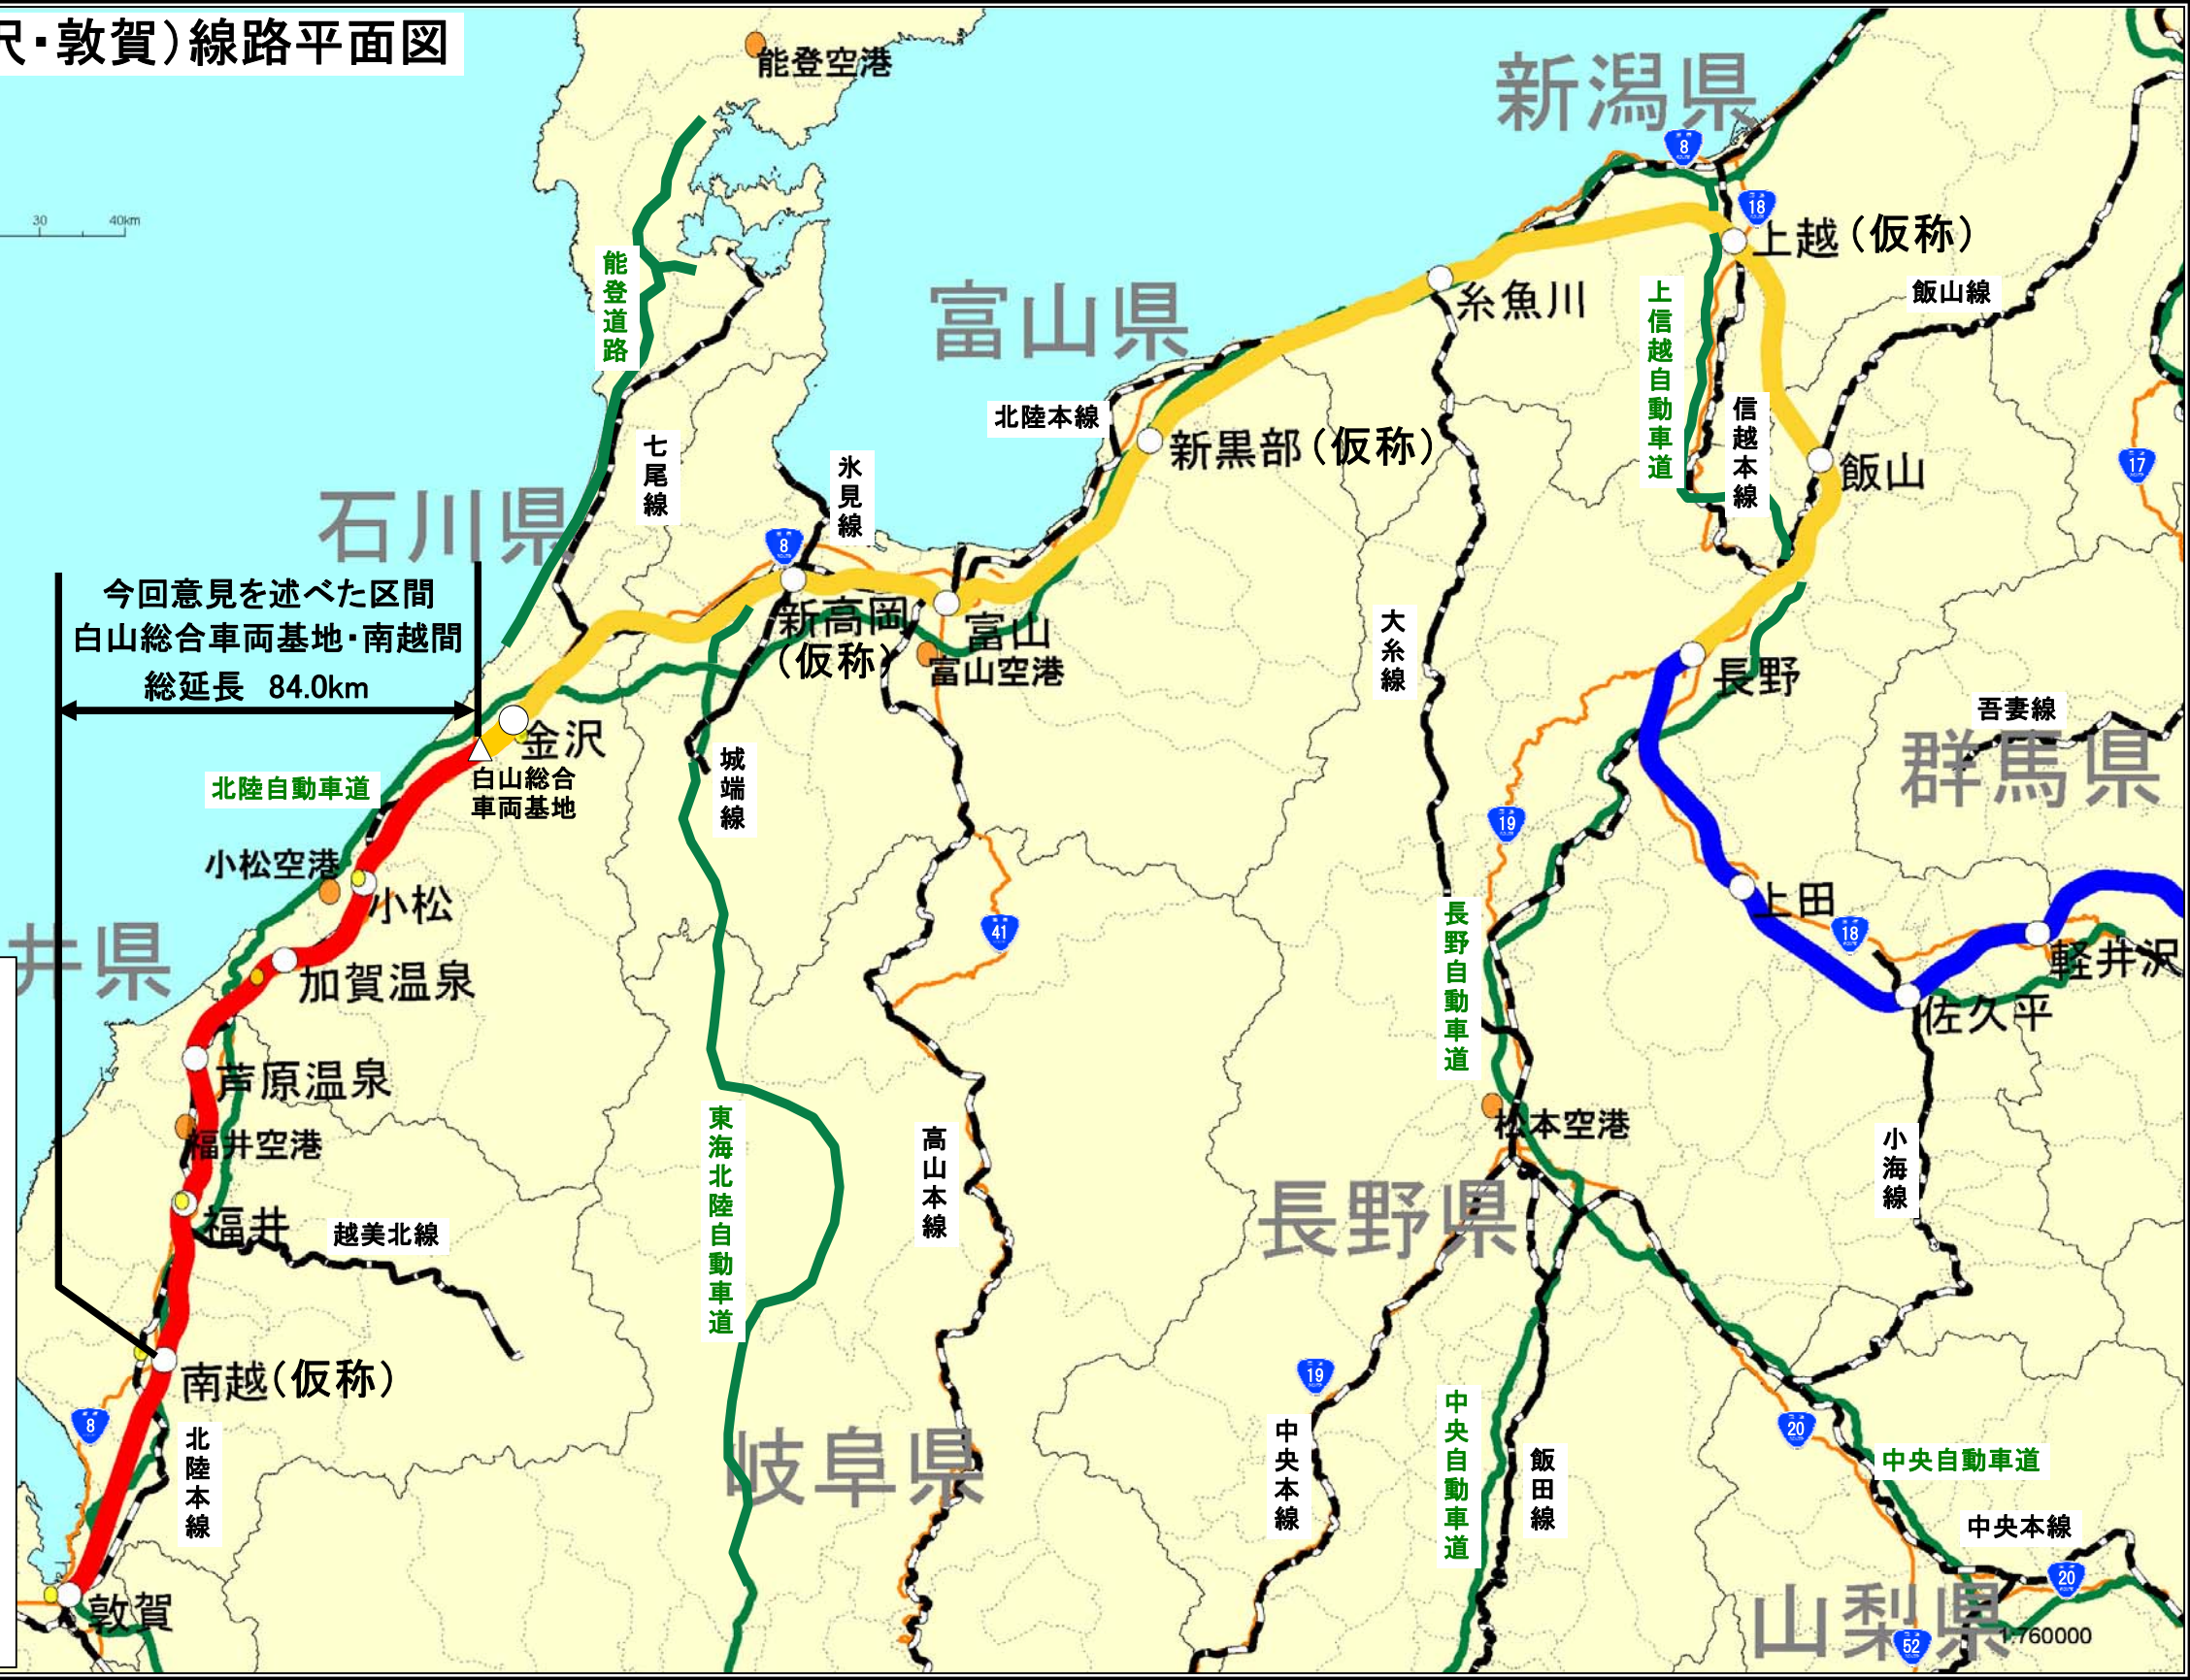 沢・敦賀)線路平面図
能登空港
新潟県
8
18
30 40km
上越(仮称)
能登道路
富山県
糸魚川
上信越自動車道
飯山線
北陸本線
信越本線
新黒部(仮称)
七尾線
氷見線
飯山
17
石川県
8
今回意見を述べた区間
白山総合車両基地・南越間
総延長 84.0km
新高岡
(仮称)
富山
富山空港
大糸線
長野
吾妻線
金沢
群馬県
白山総合
車両基地
北陸自動車道
城端線
19
小松空港
小松
上田
18
41
長野自動車道
軽井沢
井県
加賀温泉
佐久平
芦原温泉
東海北陸自動車道
松本空港
福井空港
高山本線
小海線
長野県
福井
越美北線
南越(仮称)
19
8
中央自動車道
20
北陸本線
岐阜県
中央本線
飯田線
中央自動車道
中央本線
20
敦賀
山梨県
1:760000
52